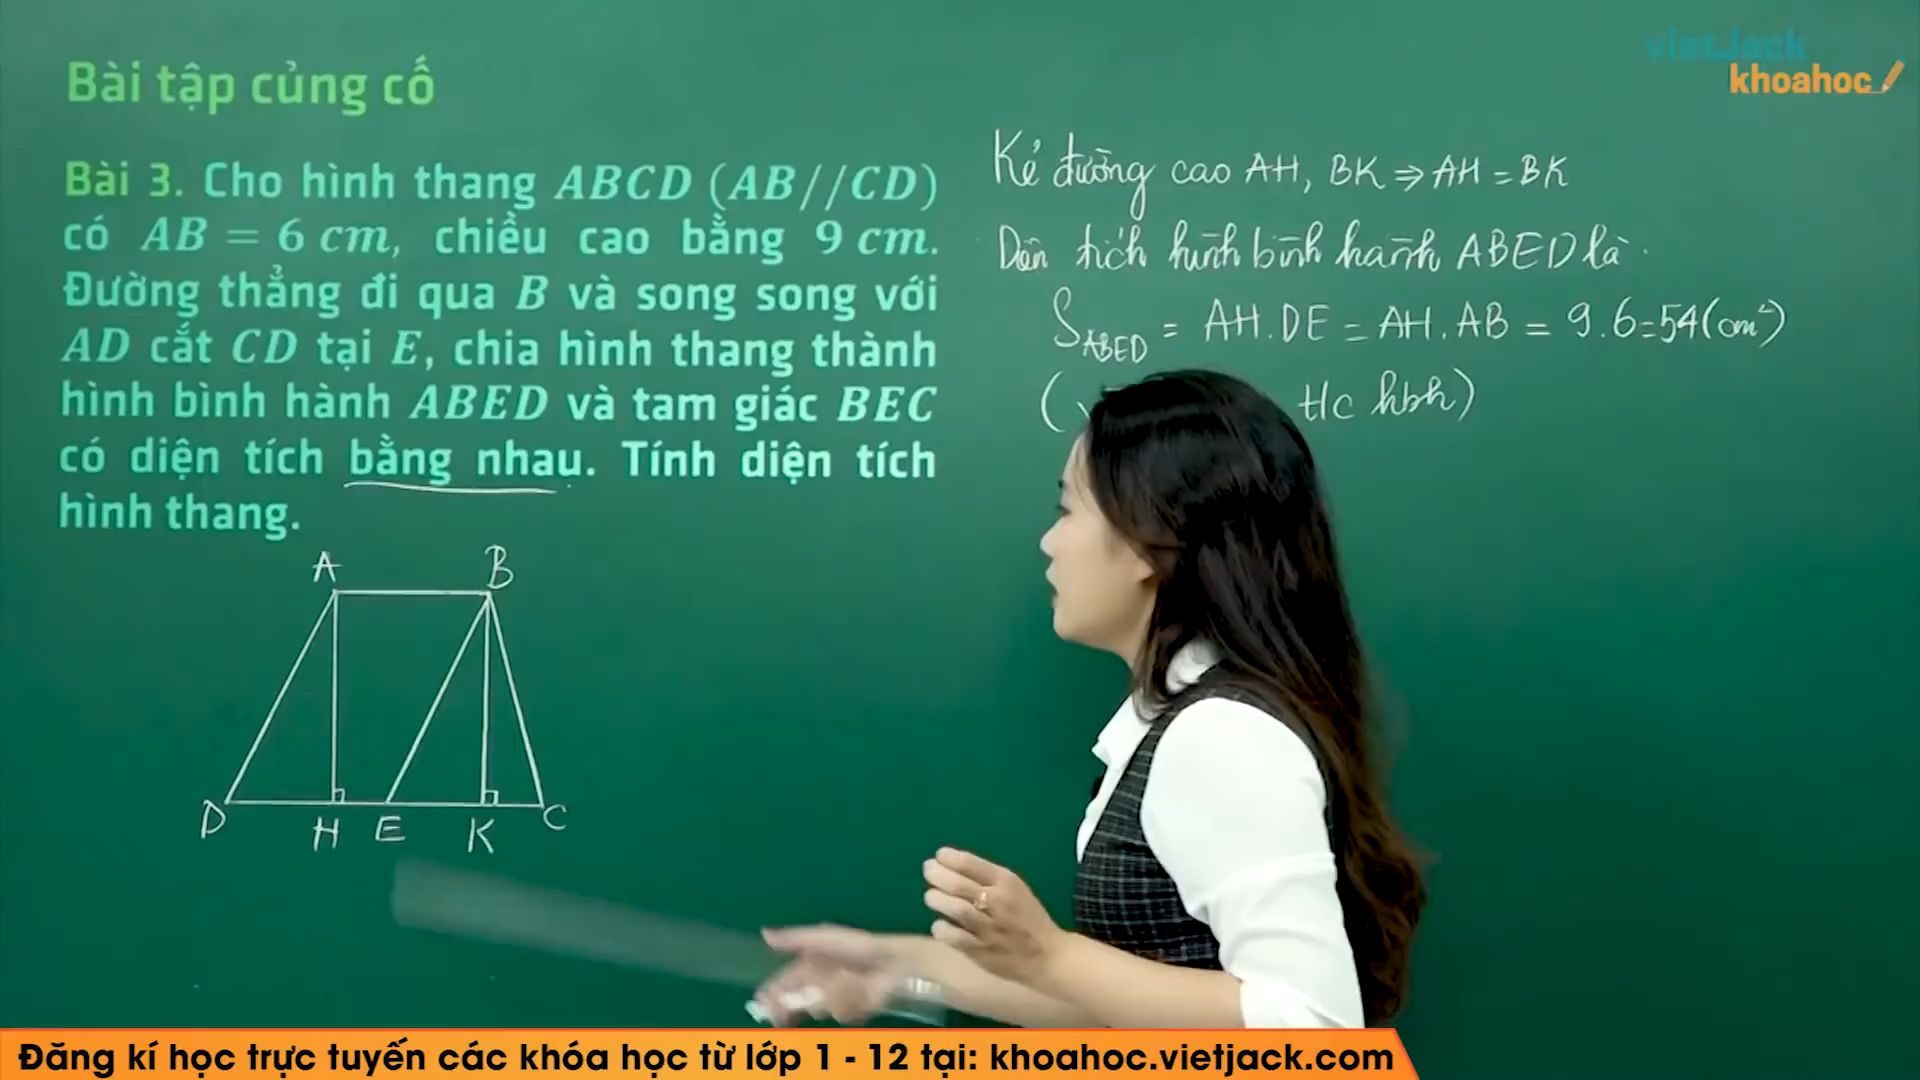 Bài tập củng cố
Bài 3. Cho hình thang ABCD (AB//CD)
có AB = 6 cm, chiều cao bằng 9 cm.
Đường thẳng đi qua B và song song với
AD cắt CD tại E, chia hình thang thành
hình bình hành ABED và tam giác BEC
có diện tích bằng nhau. Tính diện tích
hình thang.
A B
D H E K C
vietJack
khoahoc
Kẻ đường cao AH, BK ⇒ AH = BK
Diện tích hình bình hành ABED là
S_ABED = AH.DE = AH.AB = 9.6=54(cm²)
( t/c hbh)
Đăng kí học trực tuyến các khóa học từ lớp 1 - 12 tại: khoahoc.vietjack.com